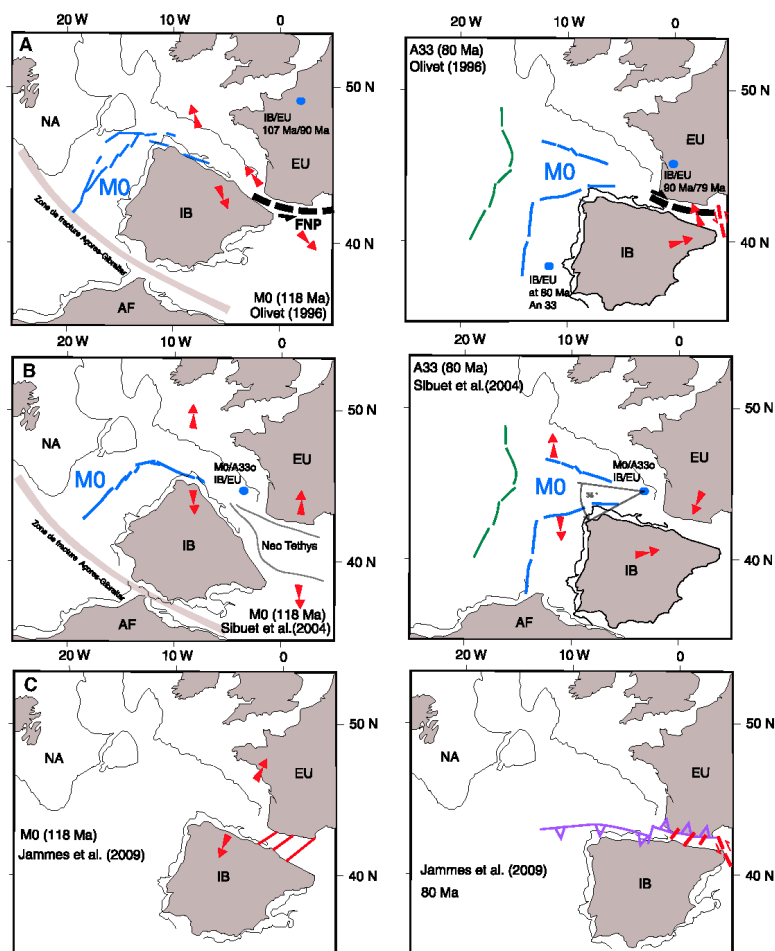 20 W
10 W
0
A
50 N
NA
IB/EU
107 Ma/90 Ma
EU
M0
IB
FNP
40 N
Zone de fracture Açores-Gibraltar
AF
M0 (118 Ma)
Olivet (1996)
20 W
10 W
0
A33 (80 Ma)
Olivet (1996)
50 N
EU
IB/EU
90 Ma/79 Ma
M0
40 N
IB
IB/EU
at 80 Ma
An 33
20 W
10 W
0
B
50 N
NA
EU
M0/A33o
IB/EU
M0
Neo Tethys
IB
40 N
Zone de fracture Açores-Gibraltar
AF
M0 (118 Ma)
Sibuet et al.(2004)
20 W
10 W
0
A33 (80 Ma)
Sibuet et al.(2004)
50 N
EU
M0/A33o
IB/EU
M0
40 N
IB
AF
20 W
10 W
0
C
50 N
NA
EU
M0 (118 Ma)
Jammes et al. (2009)
IB
40 N
20 W
10 W
0
50 N
NA
EU
Jammes et al. (2009)
80 Ma
IB
40 N